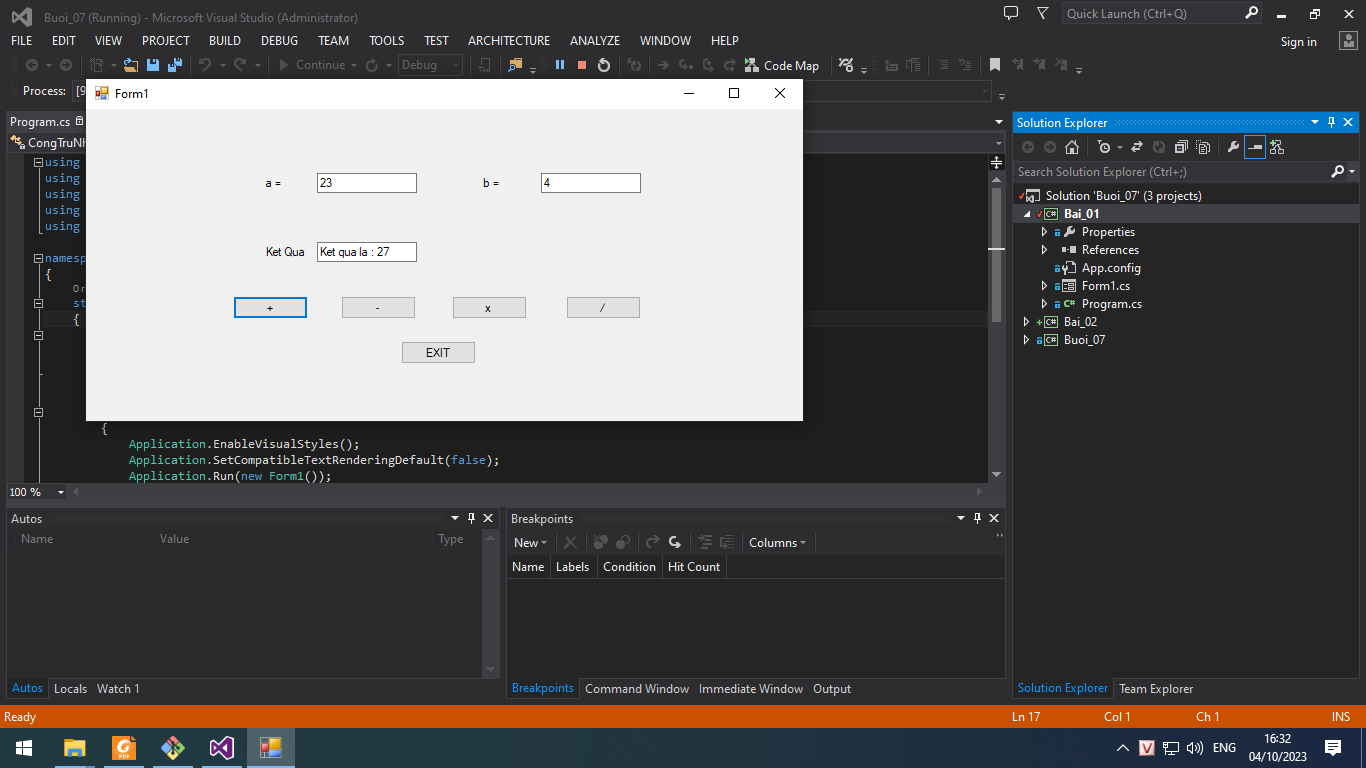 Buoi_07 (Running) - Microsoft Visual Studio (Administrator)
Quick Launch (Ctrl+Q)
FILE EDIT VIEW PROJECT BUILD DEBUG TEAM TOOLS TEST ARCHITECTURE ANALYZE WINDOW HELP
Sign in
Continue Debug Code Map
Process: [9
Form1
a = 23 b = 4
Ket Qua Ket qua la : 27
+ - x /
EXIT
Program.cs
CongTruNh
using
using
using
using
using
namesp
{
st
{
{
Application.EnableVisualStyles();
Application.SetCompatibleTextRenderingDefault(false);
Application.Run(new Form1());
100 %
Solution Explorer
Search Solution Explorer (Ctrl+;)
Solution 'Buoi_07' (3 projects)
C# Bai_01
Properties
References
App.config
Form1.cs
C# Program.cs
C# Bai_02
C# Buoi_07
Solution Explorer Team Explorer
Autos
Name Value Type
Autos Locals Watch 1
Breakpoints
New Columns
Name Labels Condition Hit Count
Breakpoints Command Window Immediate Window Output
Ready Ln 17 Col 1 Ch 1 INS
PDF
V ENG
16:32
04/10/2023